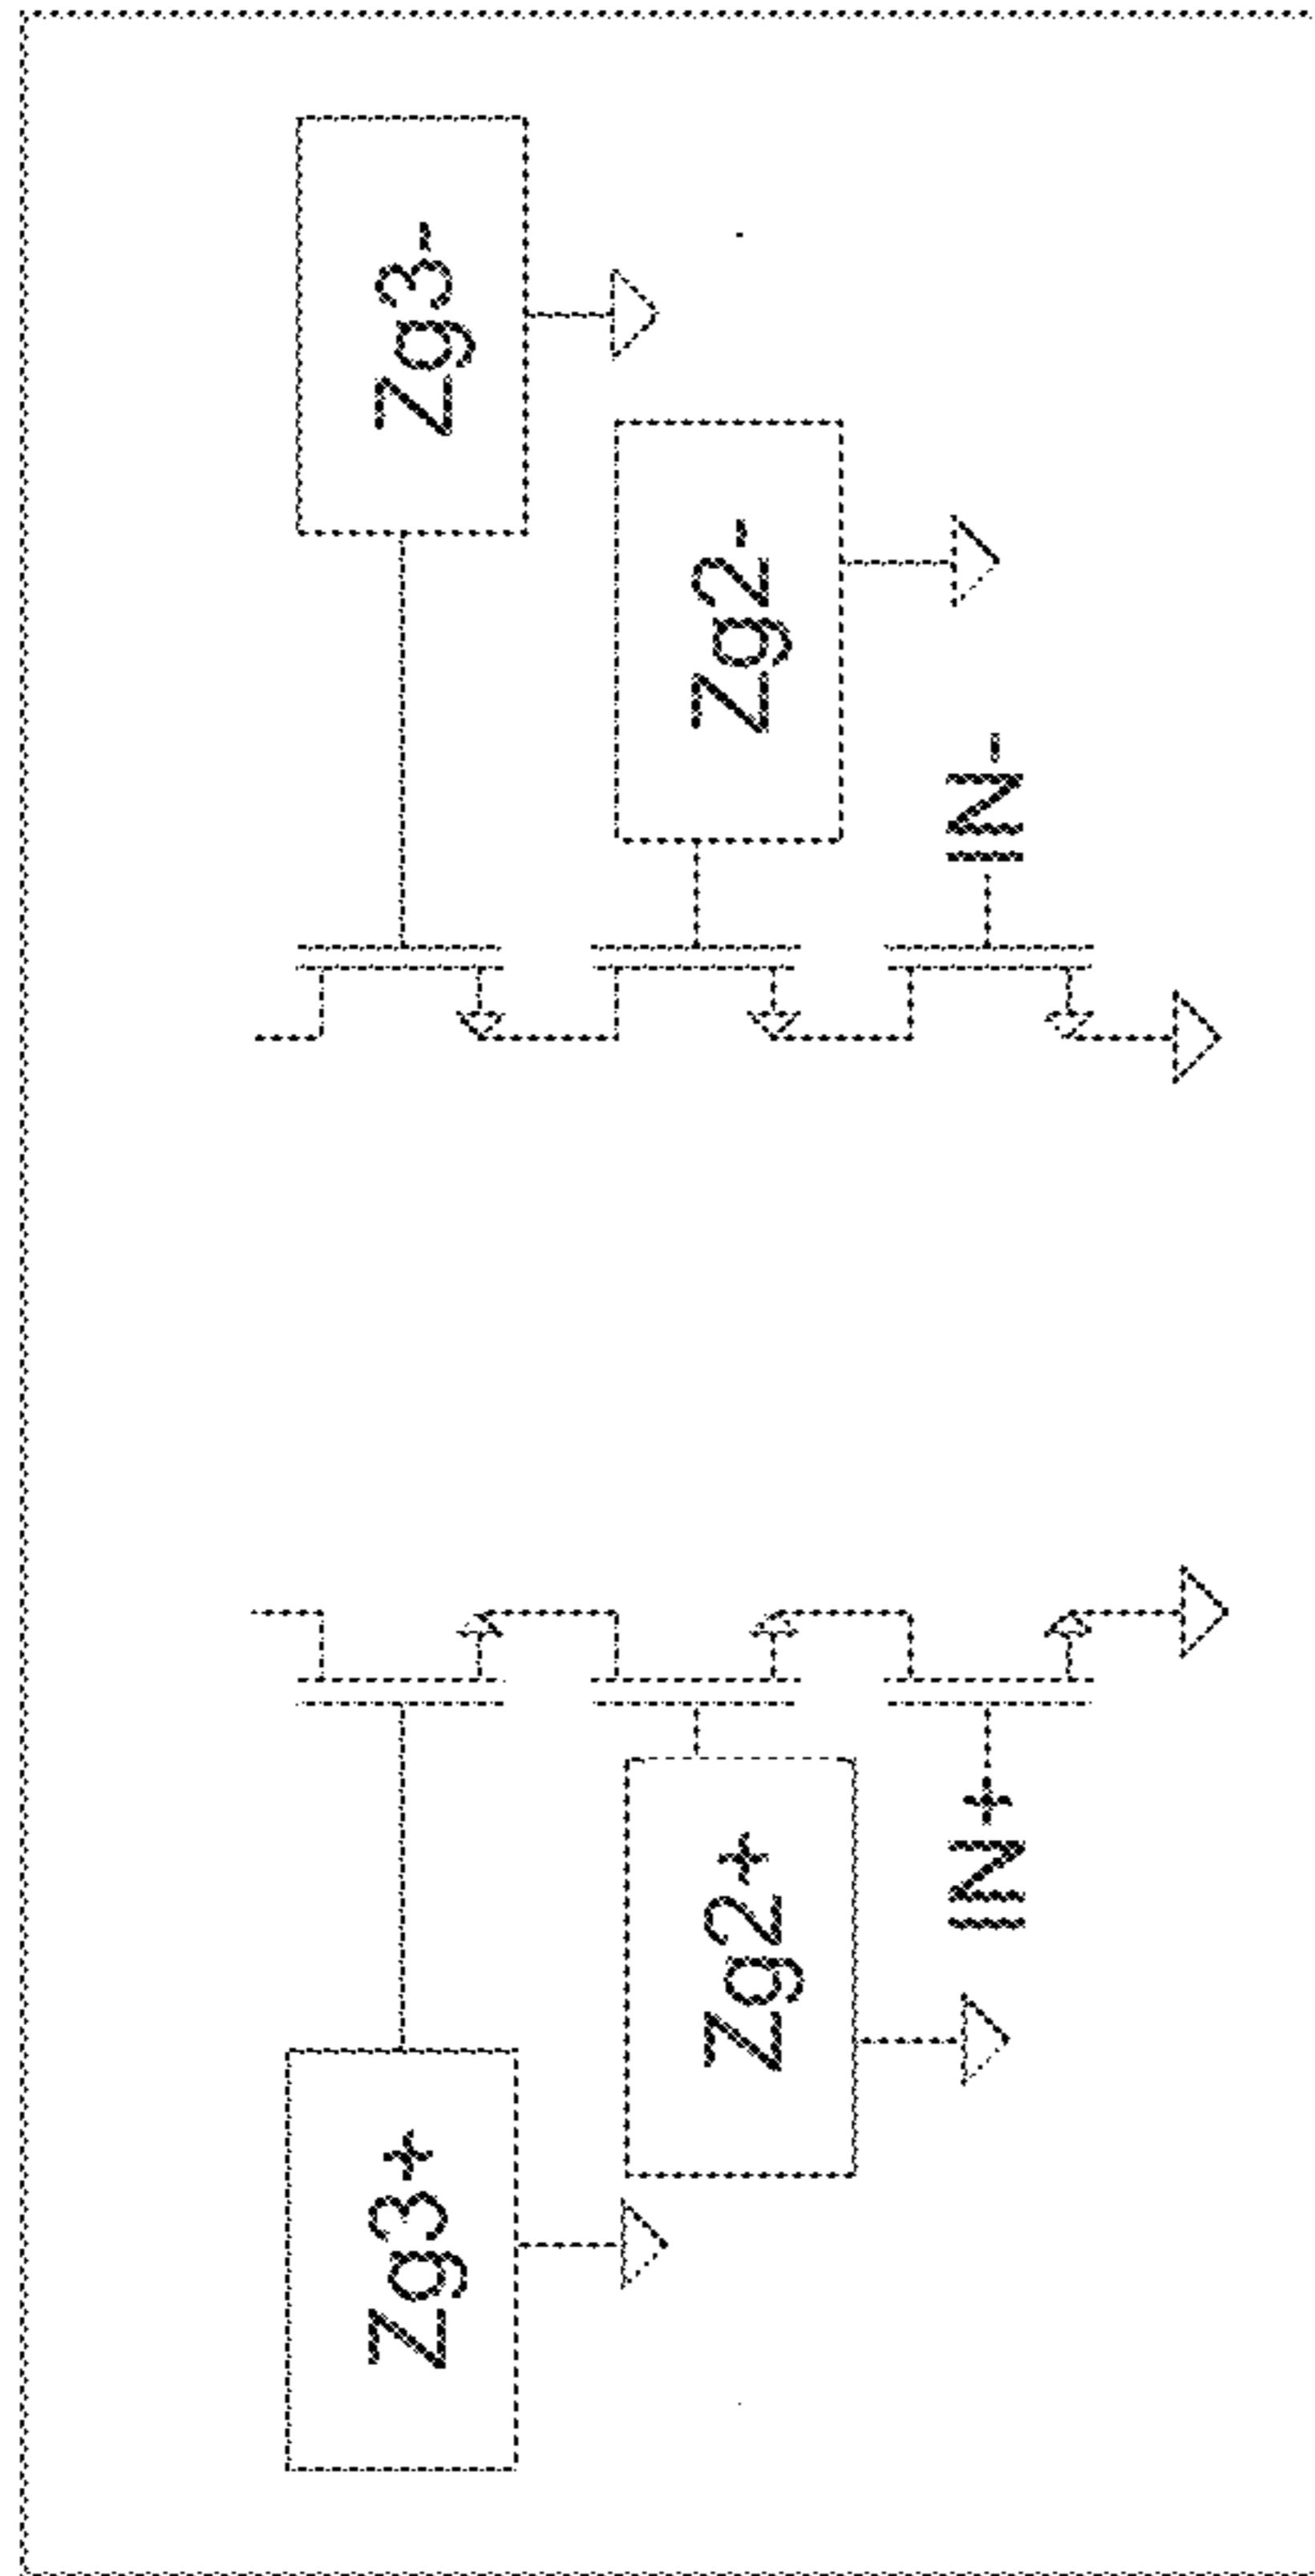 Zg3+
Zg3-
Zg2+
Zg2-
IN+
IN-